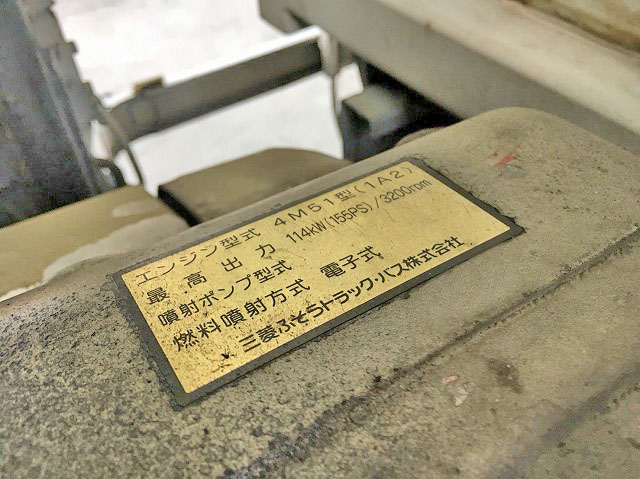 エンジン型式 4M51型(1A2)
最高出力 114kW(155PS)/3200rpm
噴射ポンプ型式
燃料噴射方式 電子式
三菱ふそうトラック・バス株式会社